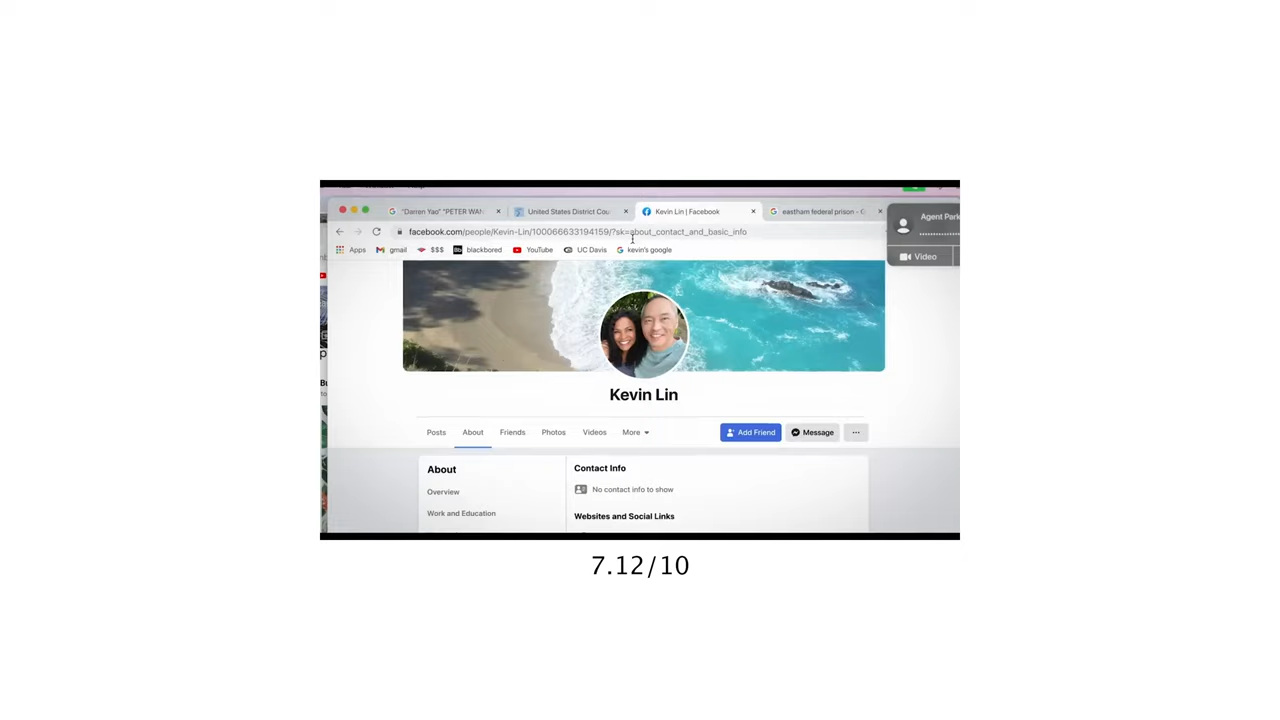 "Darren Yao" "PETER WAN
United States District Cou
Kevin Lin | Facebook
eastham federal prison - G
Agent Park
facebook.com/people/Kevin-Lin/100066633194159/?sk=about_contact_and_basic_info
Apps
gmail
$$$
Bb
blackbored
YouTube
UC Davis
kevin's google
Video
Kevin Lin
Posts
About
Friends
Photos
Videos
More
Add Friend
Message
About
Contact Info
Overview
No contact info to show
Work and Education
Websites and Social Links
7.12/10